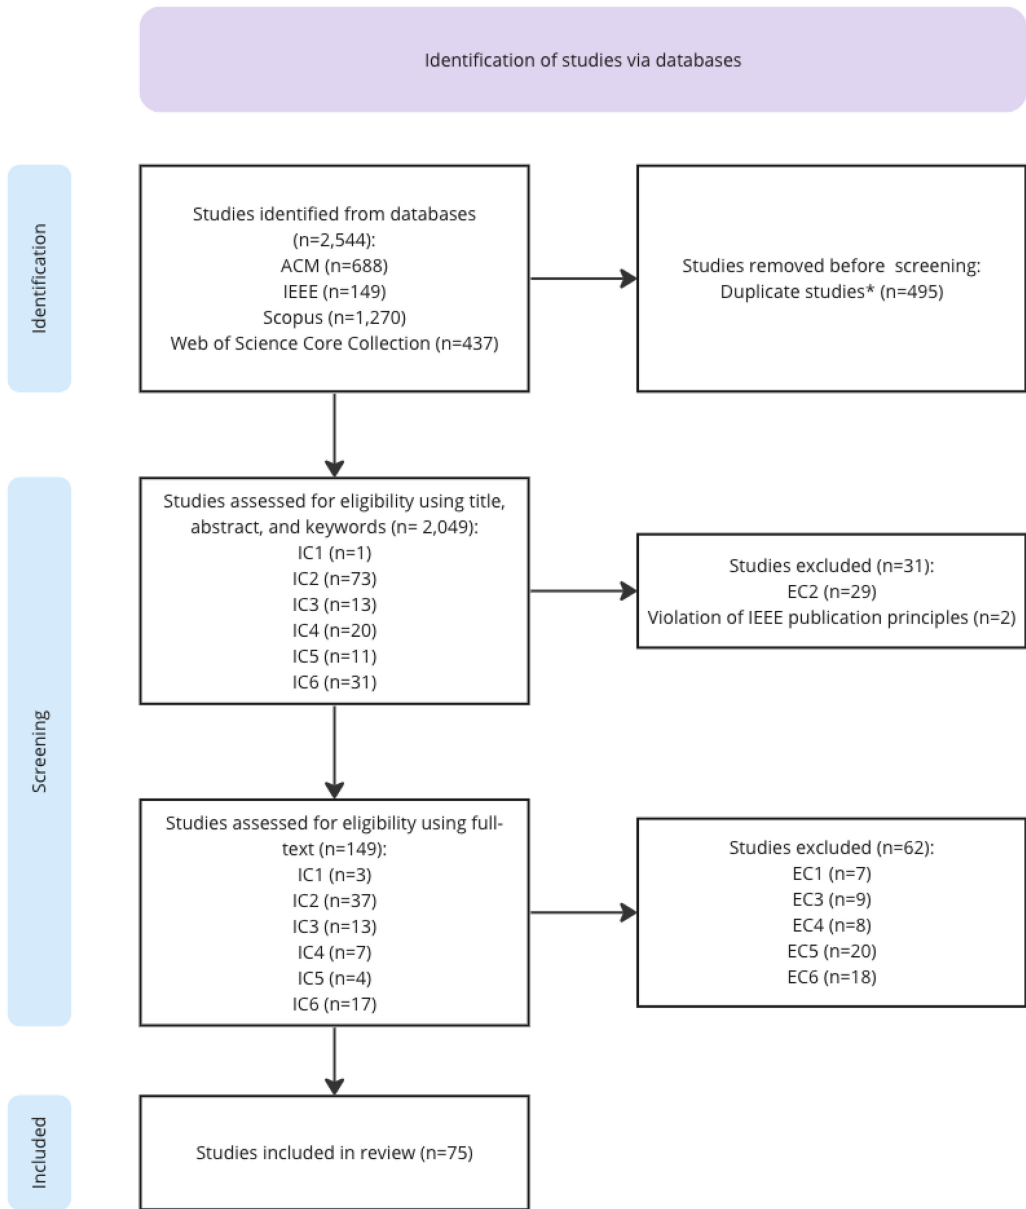 Identification of studies via databases
Identification
Studies identified from databases
(n=2,544):
ACM (n=688)
IEEE (n=149)
Scopus (n=1,270)
Web of Science Core Collection (n=437)
Studies removed before  screening:
Duplicate studies* (n=495)
Screening
Studies assessed for eligibility using title,
abstract, and keywords (n= 2,049):
IC1 (n=1)
IC2 (n=73)
IC3 (n=13)
IC4 (n=20)
IC5 (n=11)
IC6 (n=31)
Studies excluded (n=31):
EC2 (n=29)
Violation of IEEE publication principles (n=2)
Studies assessed for eligibility using full-
text (n=149):
IC1 (n=3)
IC2 (n=37)
IC3 (n=13)
IC4 (n=7)
IC5 (n=4)
IC6 (n=17)
Studies excluded (n=62):
EC1 (n=7)
EC3 (n=9)
EC4 (n=8)
EC5 (n=20)
EC6 (n=18)
Included
Studies included in review (n=75)